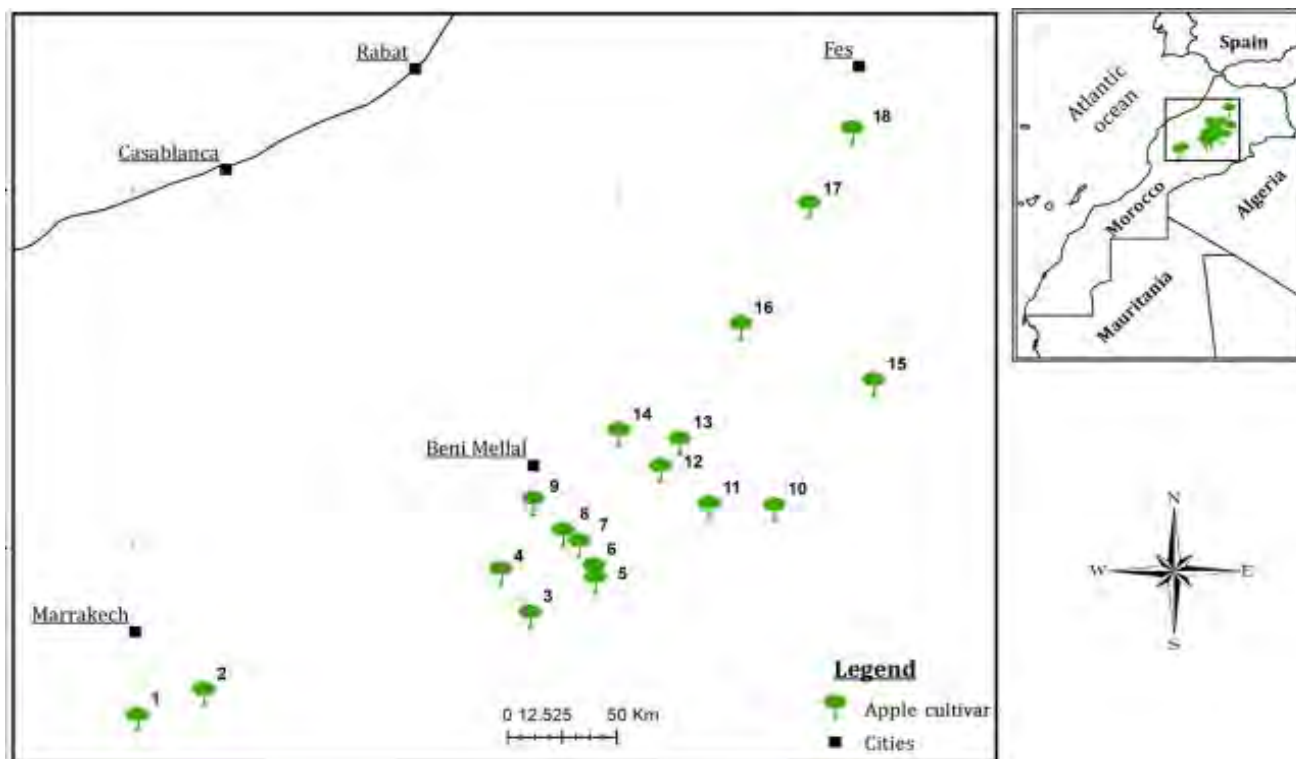 Rabat
Fes
18
Casablanca
17
16
15
14
13
Beni Mellal
12
9
11
10
8
7
6
4
5
3
Marrakech
2
1
0 12.525 50 Km
Legend
Apple cultivar
Cities
Spain
Atlantic
ocean
Morocco
Algeria
Mauritania
N
W
E
S